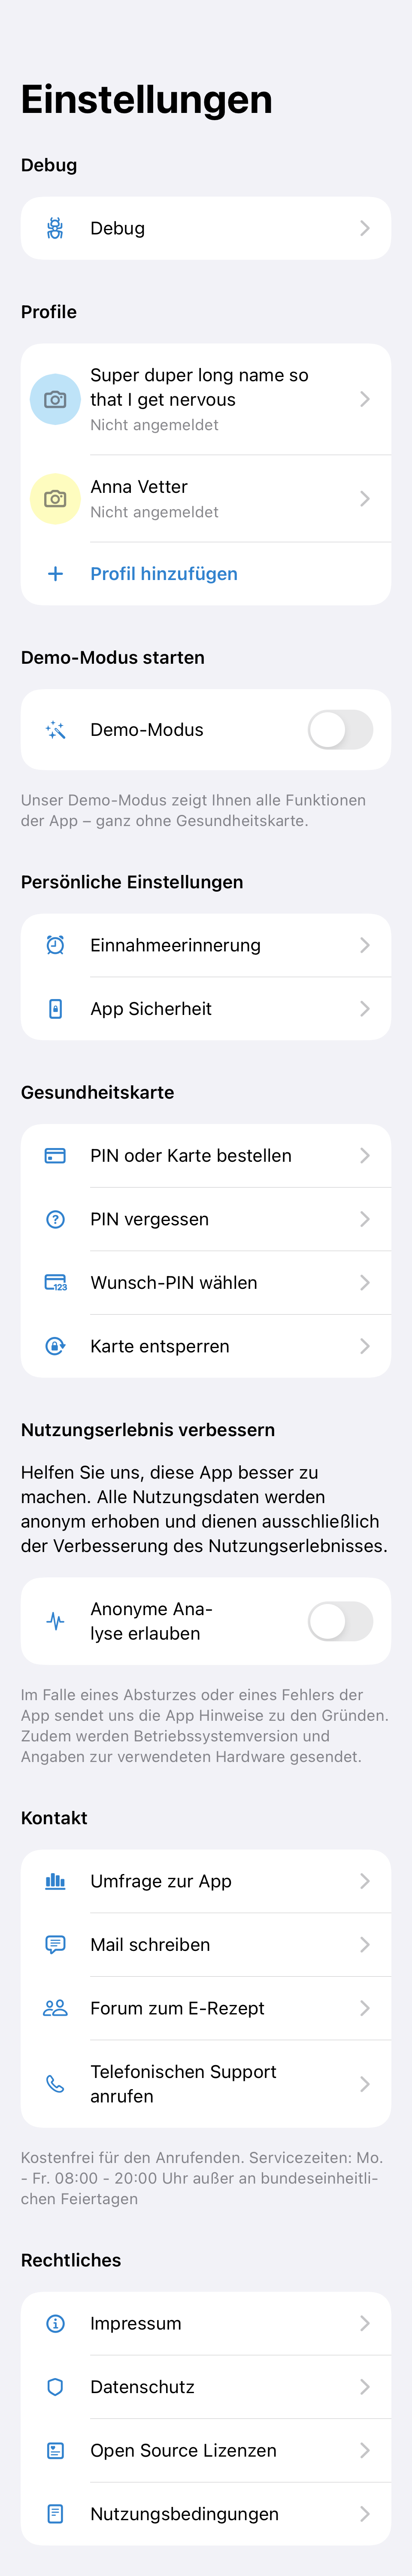 Einstellungen
Debug
Debug
Profile
Super duper long name so
that I get nervous
Nicht angemeldet
Anna Vetter
Nicht angemeldet
Profil hinzufügen
Demo-Modus starten
Demo-Modus
Unser Demo-Modus zeigt Ihnen alle Funktionen
der App – ganz ohne Gesundheitskarte.
Persönliche Einstellungen
Einnahmeerinnerung
App Sicherheit
Gesundheitskarte
PIN oder Karte bestellen
PIN vergessen
123
Wunsch-PIN wählen
Karte entsperren
Nutzungserlebnis verbessern
Helfen Sie uns, diese App besser zu
machen. Alle Nutzungsdaten werden
anonym erhoben und dienen ausschließlich
der Verbesserung des Nutzungserlebnisses.
Anonyme Ana-
lyse erlauben
Im Falle eines Absturzes oder eines Fehlers der
App sendet uns die App Hinweise zu den Gründen.
Zudem werden Betriebssystemversion und
Angaben zur verwendeten Hardware gesendet.
Kontakt
Umfrage zur App
Mail schreiben
Forum zum E-Rezept
Telefonischen Support
anrufen
Kostenfrei für den Anrufenden. Servicezeiten: Mo.
- Fr. 08:00 - 20:00 Uhr außer an bundeseinheitli-
chen Feiertagen
Rechtliches
Impressum
Datenschutz
Open Source Lizenzen
Nutzungsbedingungen